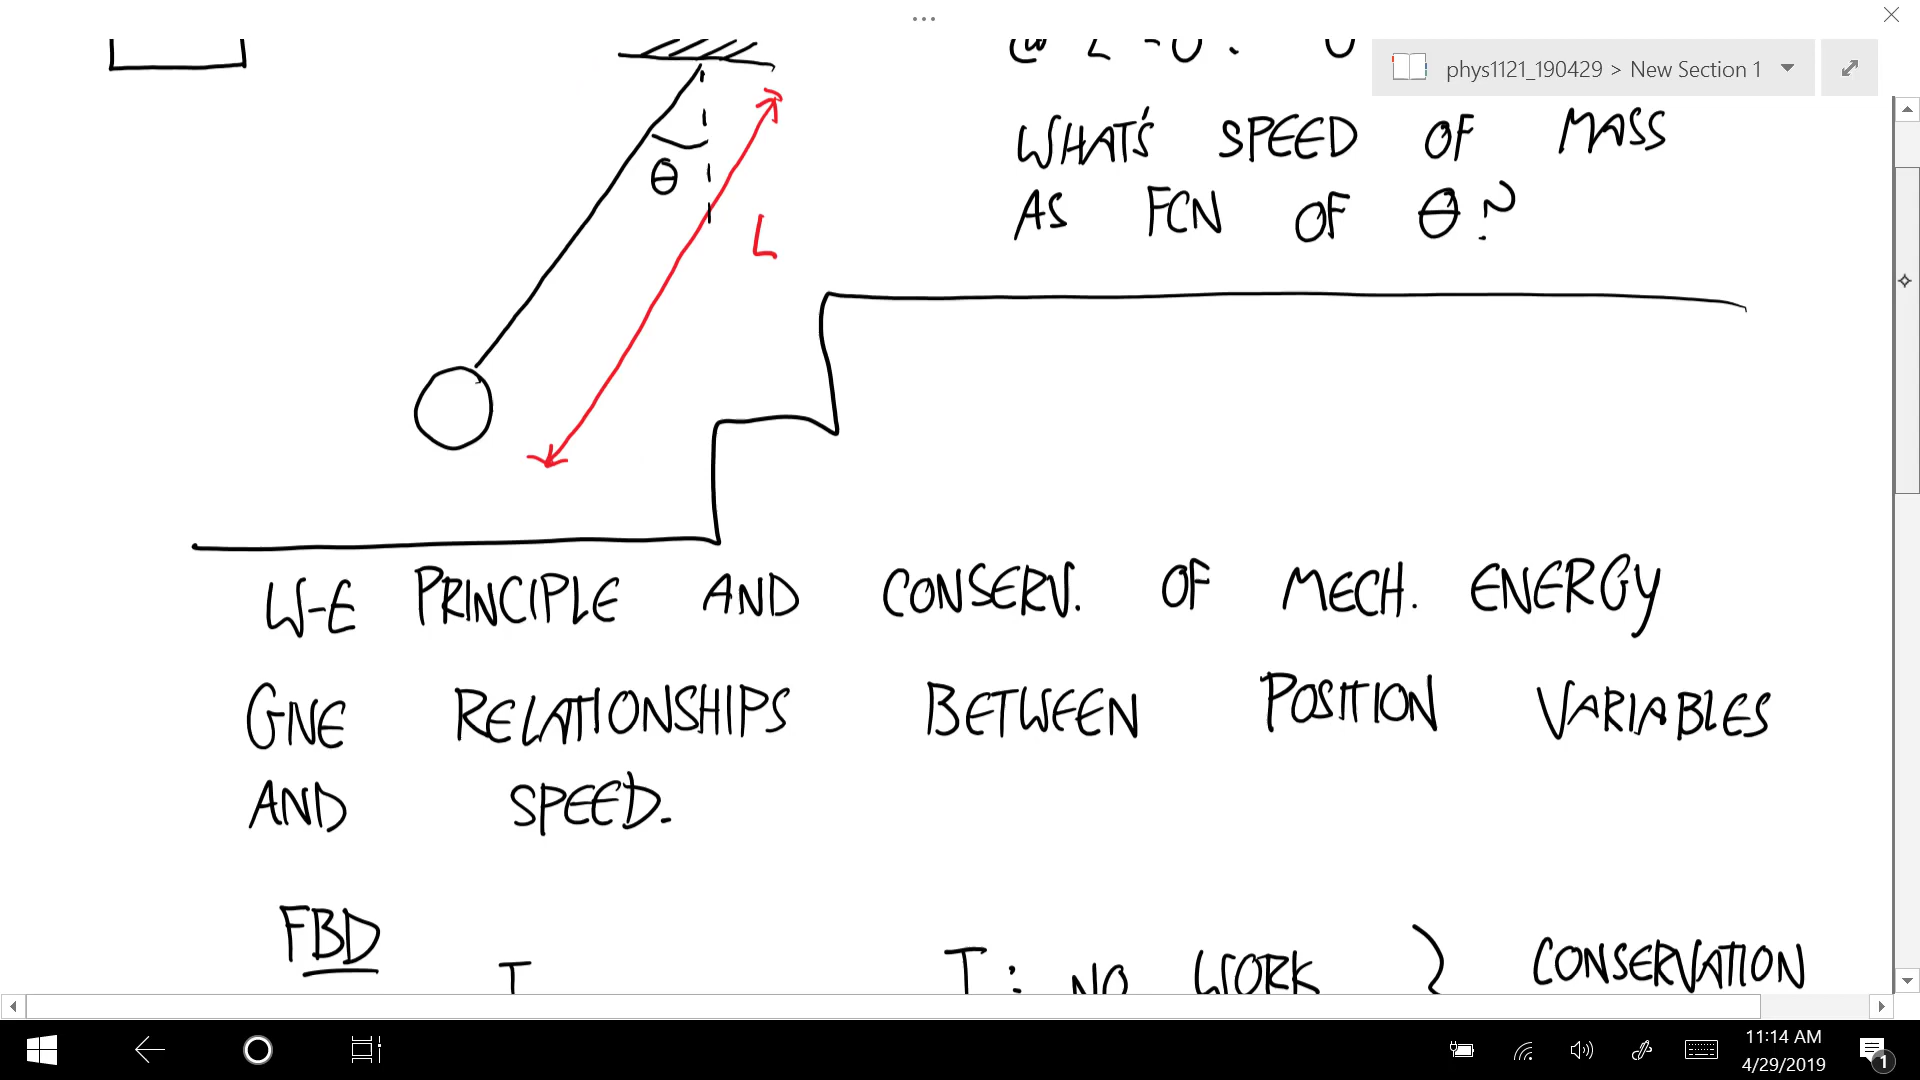 phys1121_190429 > New Section 1
WHAT'S SPEED OF MASS
AS FCN OF θ?
θ
L
W-E PRINCIPLE AND CONSERV. OF MECH. ENERGY
GIVE RELATIONSHIPS BETWEEN POSITION VARIABLES
AND SPEED.
FBD
T
T: NO WORK } CONSERVATION
11:14 AM
4/29/2019
1